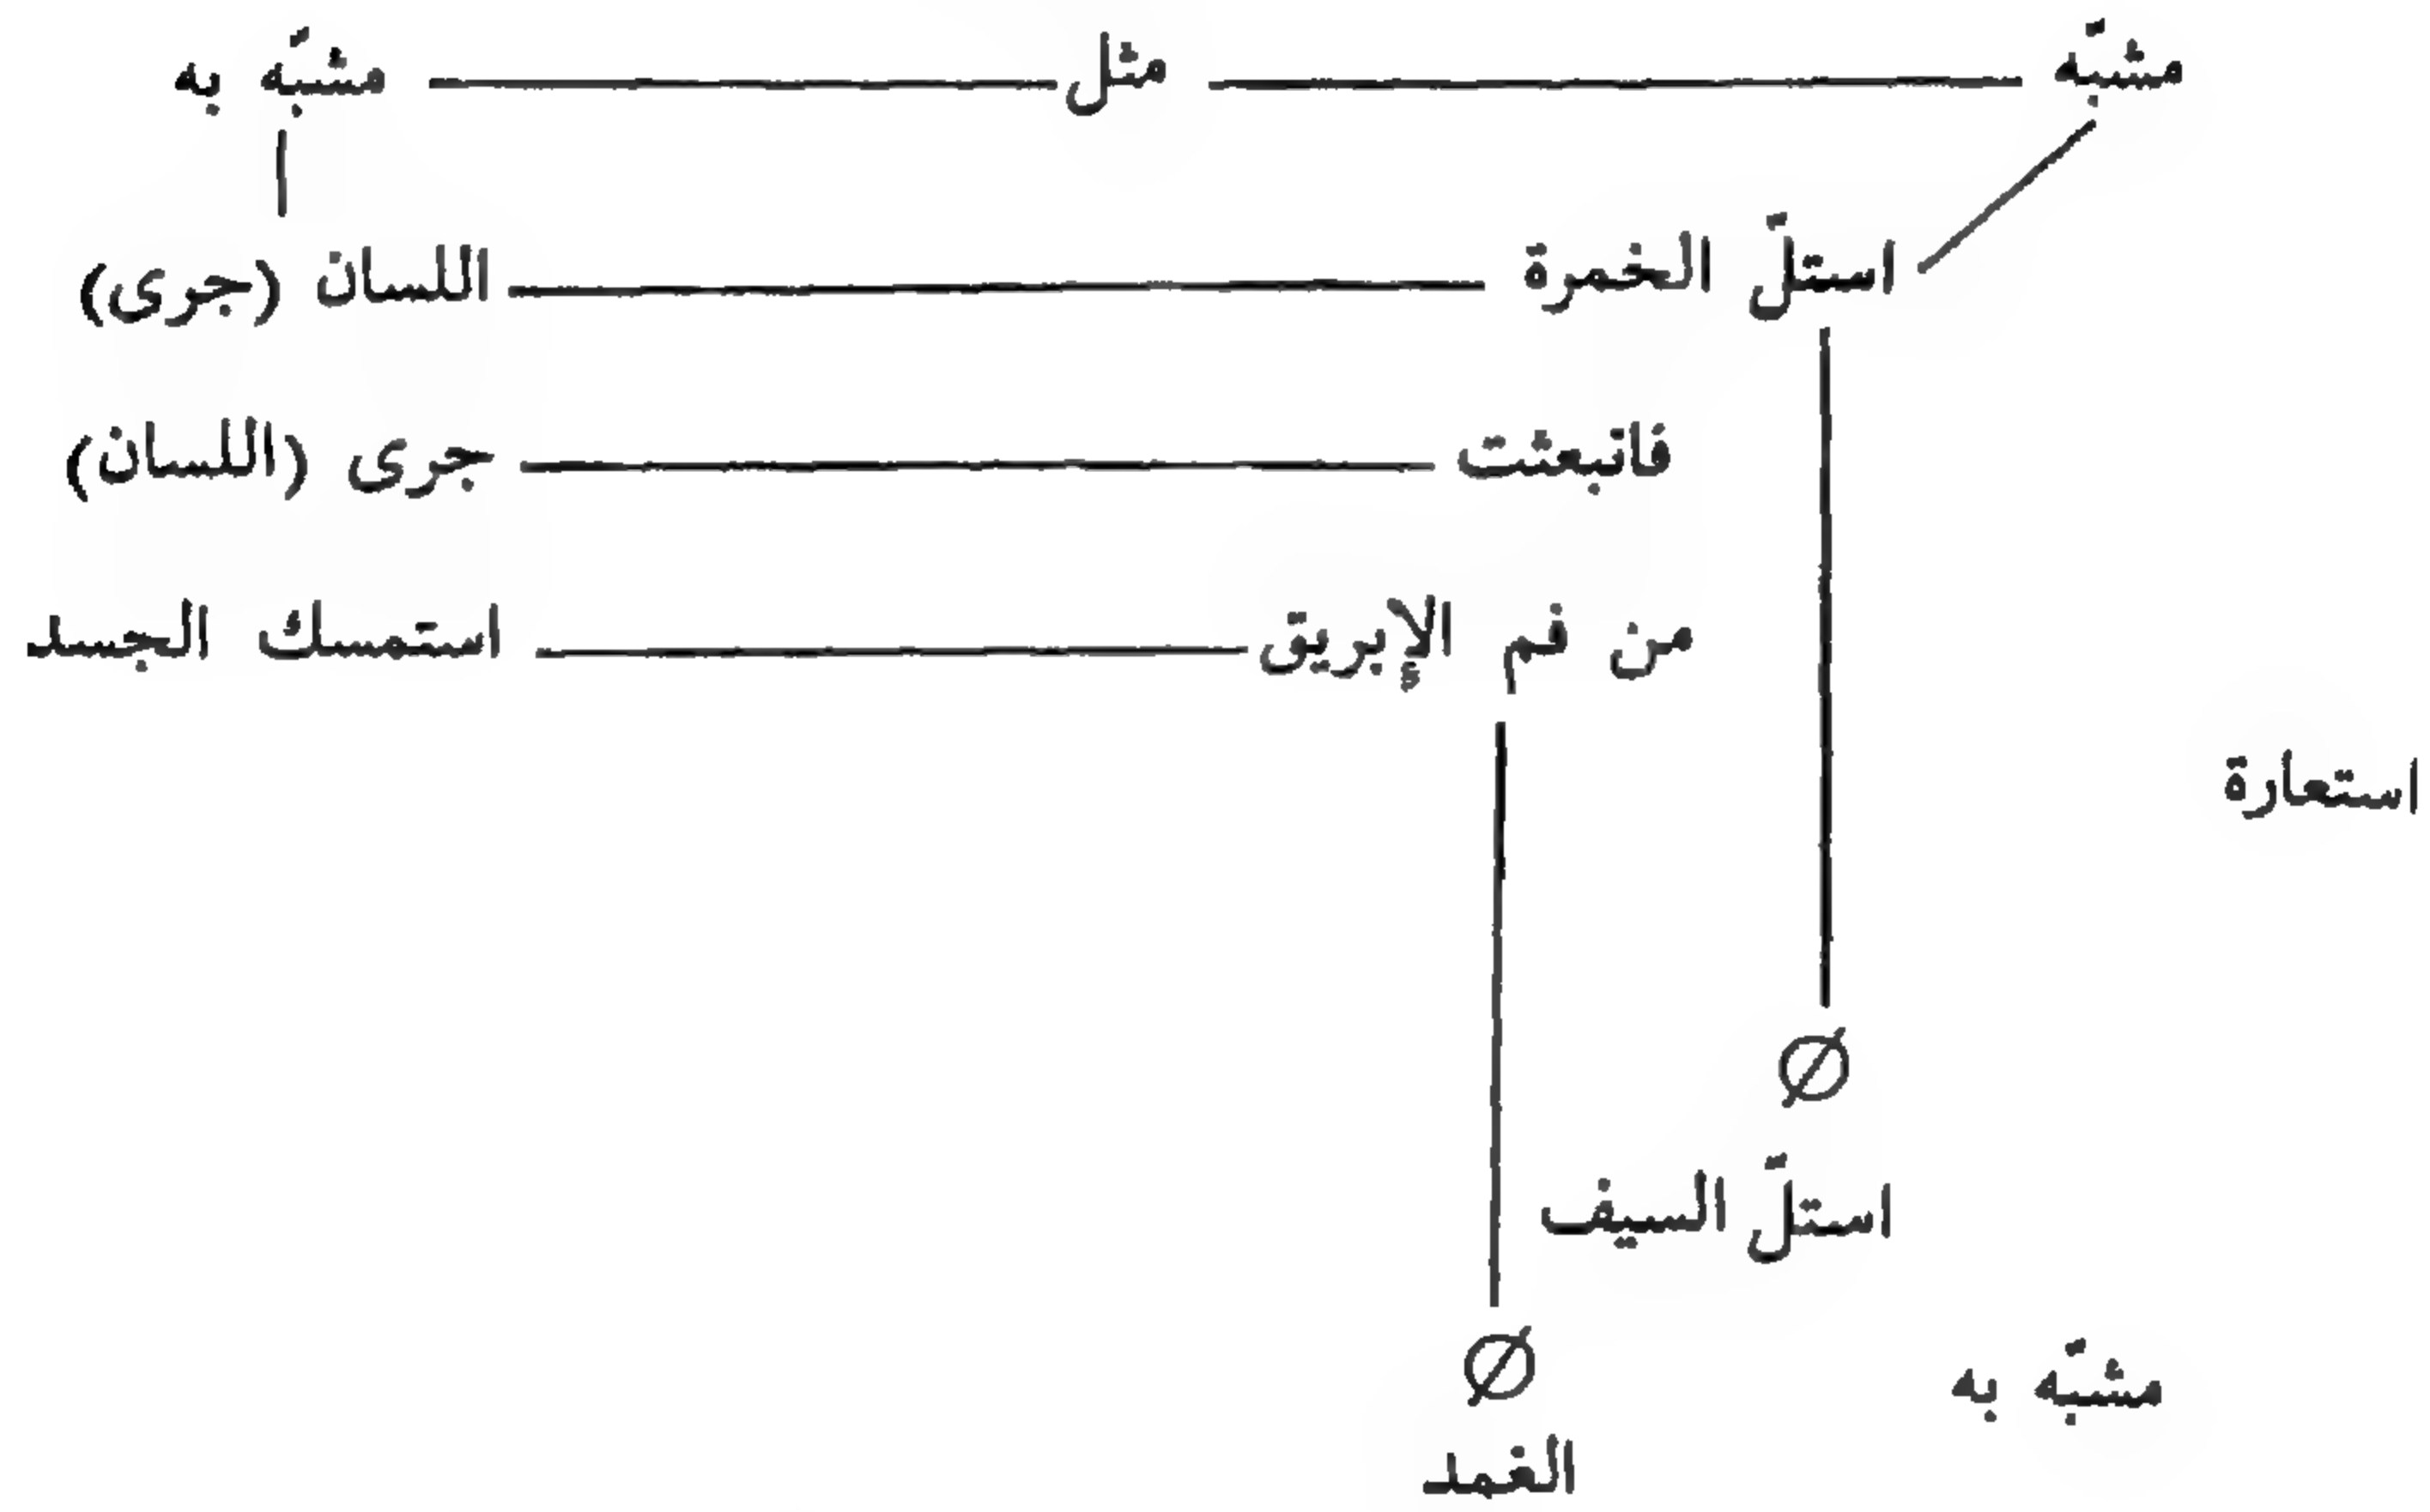 مشبَّه مثل مشبَّه به
استلَّ الخمرة اللسان (جرى)
فانبعثت جرى (اللسان)
من فم الإبريق استمسك الجسد
استعارة
Ø
استلَّ السيف
Ø
مشبَّه به
الغمد